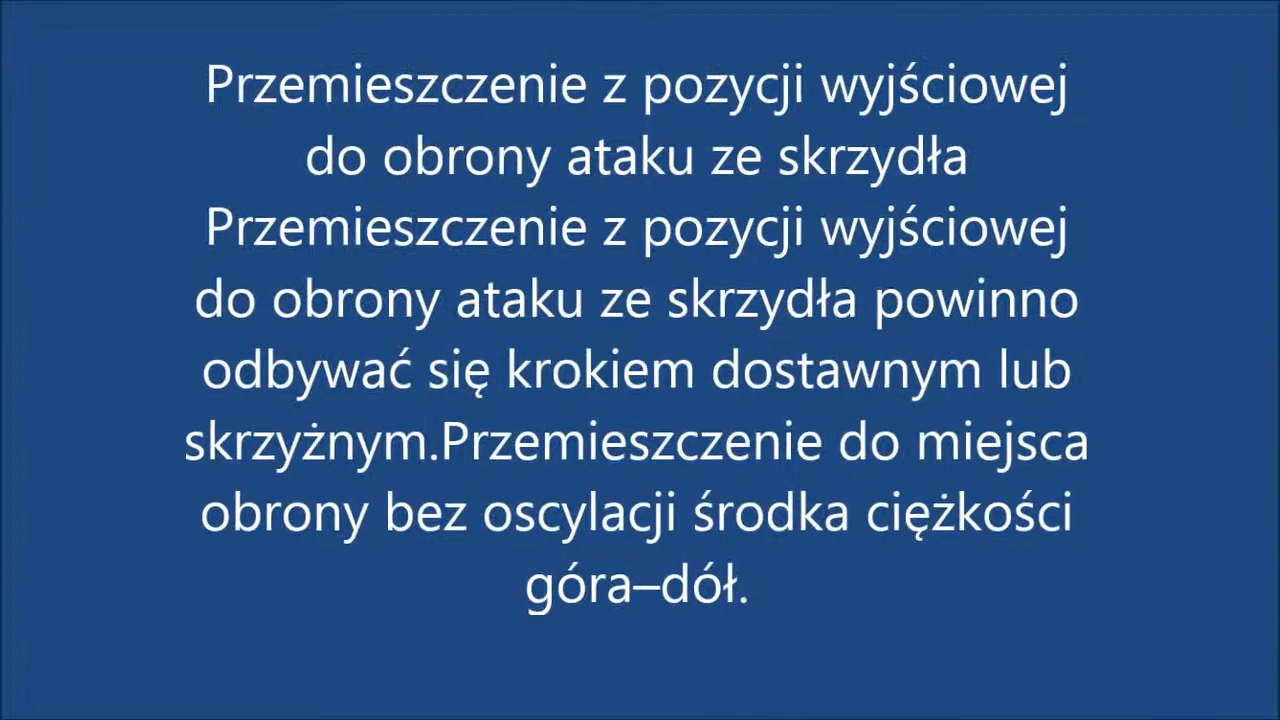 Przemieszczenie z pozycji wyjściowej
do obrony ataku ze skrzydła
Przemieszczenie z pozycji wyjściowej
do obrony ataku ze skrzydła powinno
odbywać się krokiem dostawnym lub
skrzyżnym.Przemieszczenie do miejsca
obrony bez oscylacji środka ciężkości
góra–dół.